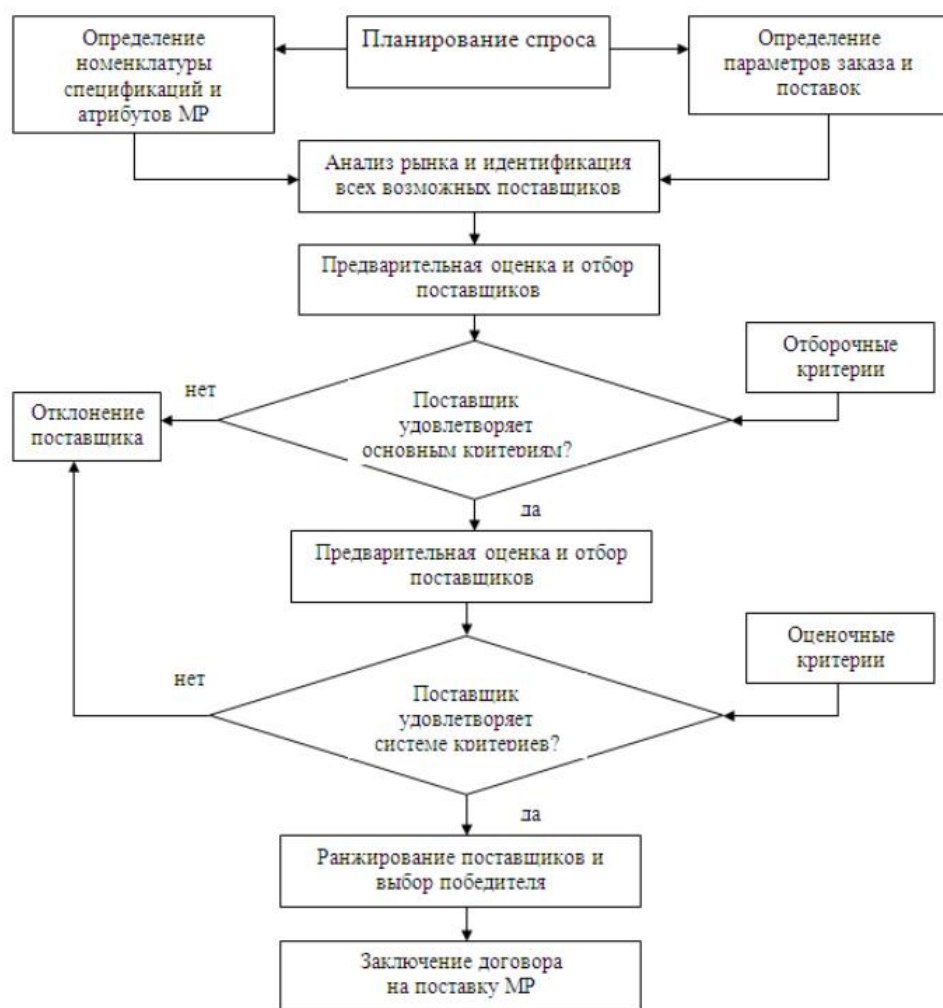 Определение
номенклатуры
спецификаций и
атрибутов МР
Планирование спроса
Определение
параметров заказа и
поставок
Анализ рынка и идентификация
всех возможных поставщиков
Предварительная оценка и отбор
поставщиков
Отборочные
критерии
нет
Отклонение
поставщика
Поставщик
удовлетворяет
основным критериям?
да
Предварительная оценка и отбор
поставщиков
Оценочные
критерии
нет
Поставщик
удовлетворяет
системе критериев?
да
Ранжирование поставщиков и
выбор победителя
Заключение договора
на поставку МР